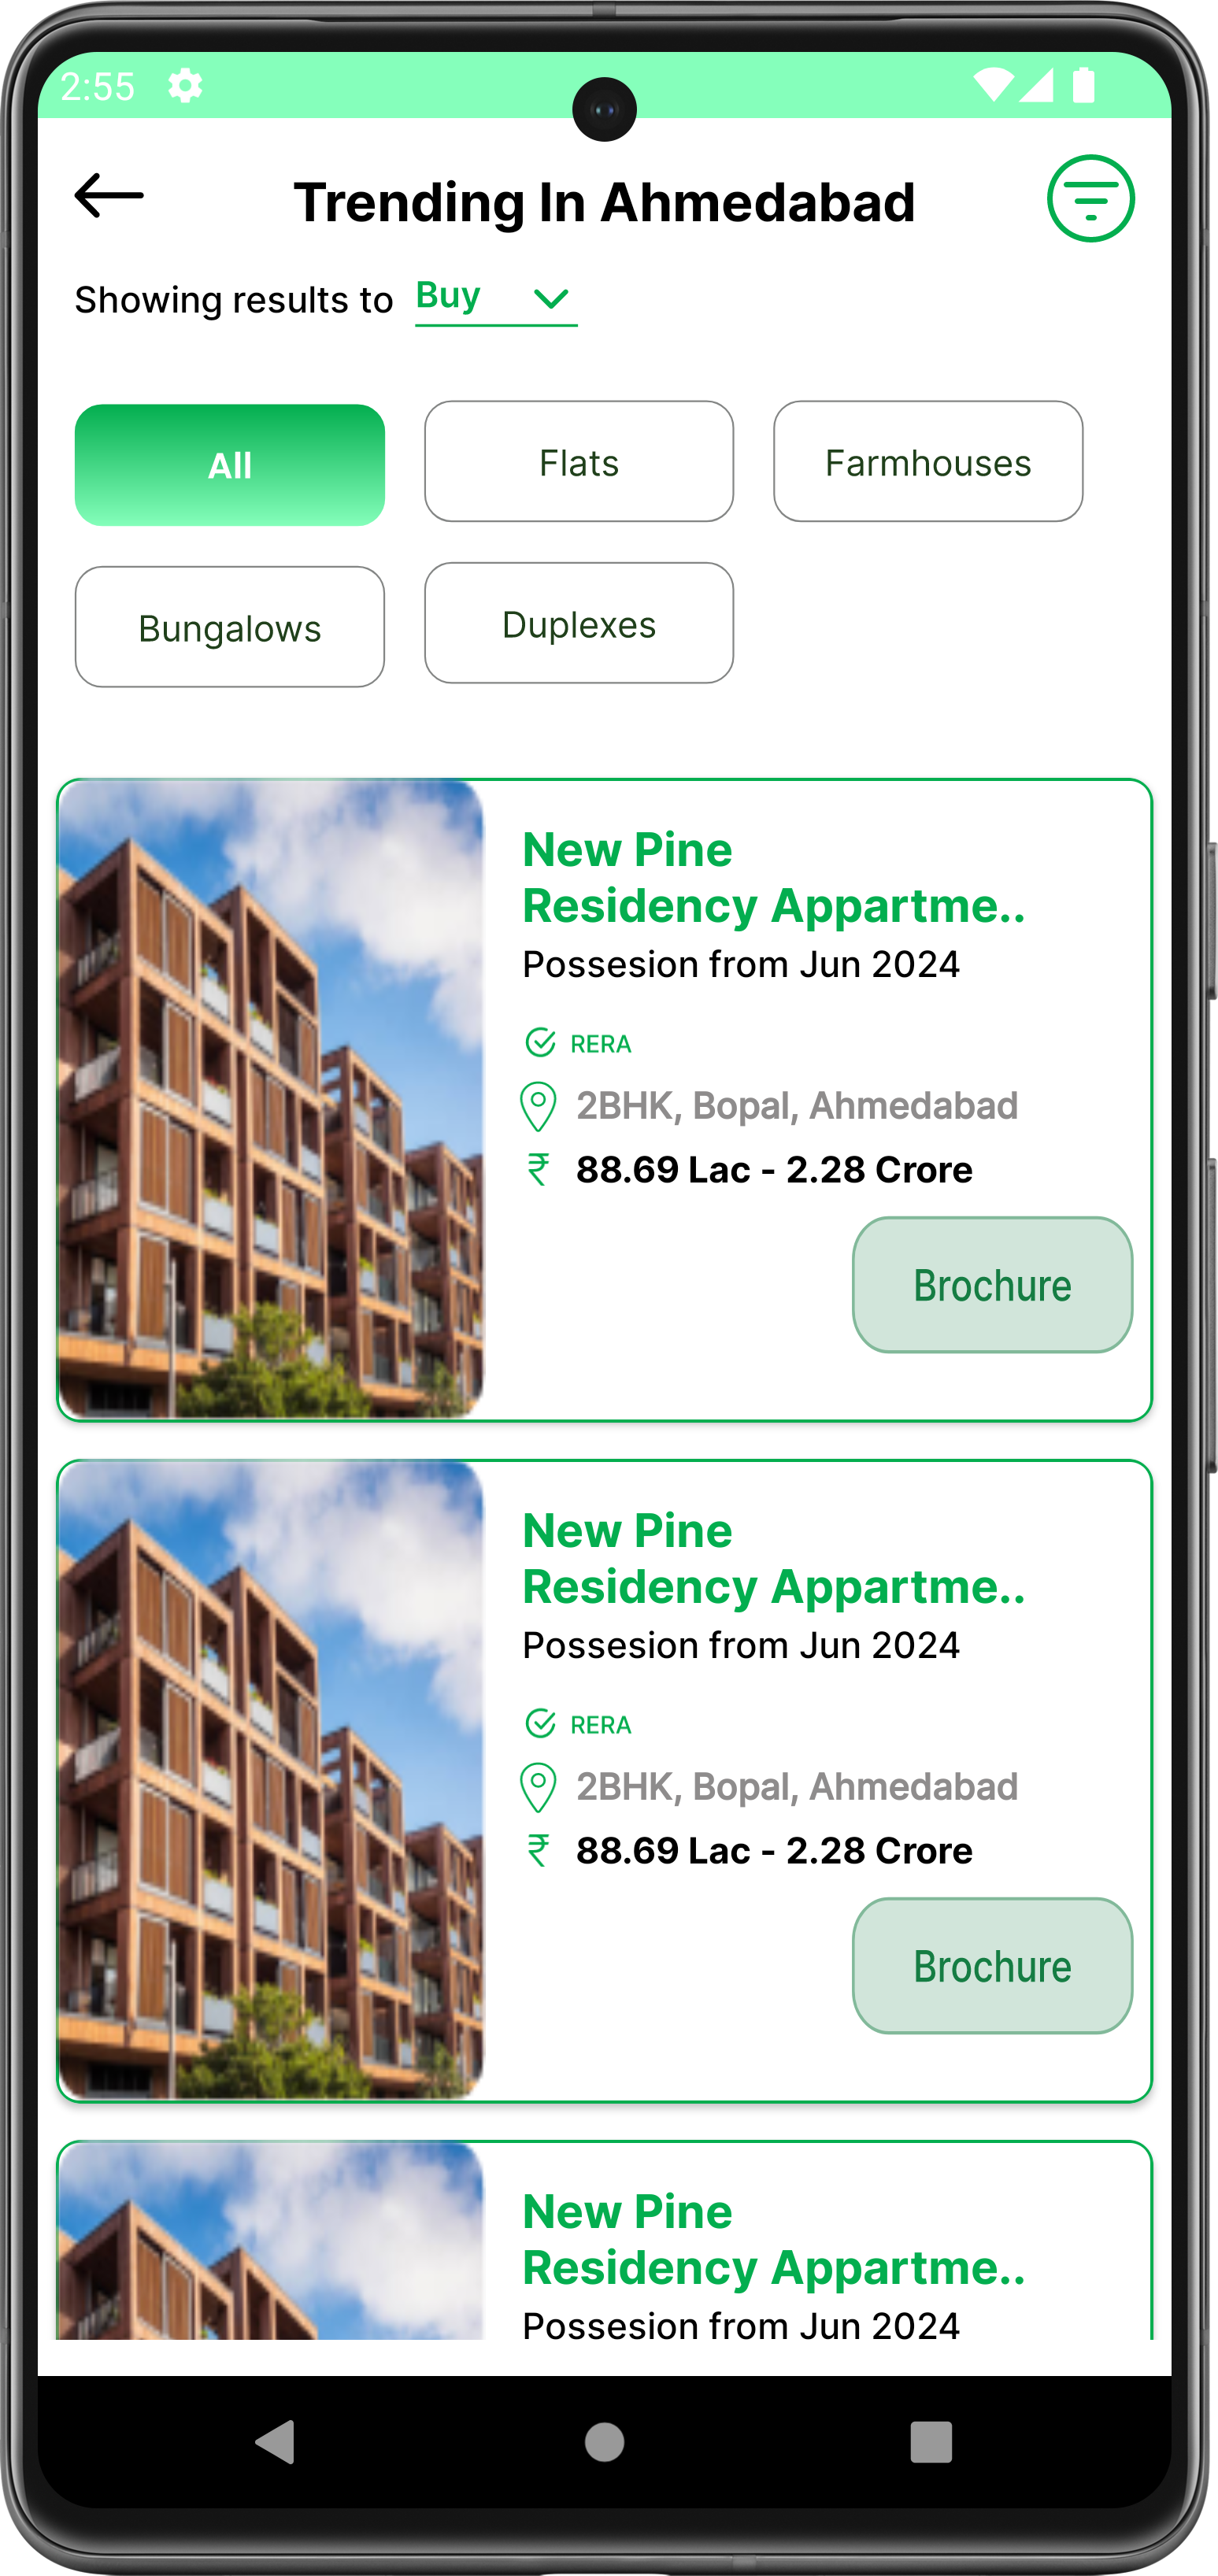 2:55
Trending In Ahmedabad
Showing results to Buy
All Flats Farmhouses
Bungalows Duplexes
New Pine
Residency Appartme..
Possesion from Jun 2024
RERA
2BHK, Bopal, Ahmedabad
₹ 88.69 Lac - 2.28 Crore
Brochure
New Pine
Residency Appartme..
Possesion from Jun 2024
RERA
2BHK, Bopal, Ahmedabad
₹ 88.69 Lac - 2.28 Crore
Brochure
New Pine
Residency Appartme..
Possesion from Jun 2024